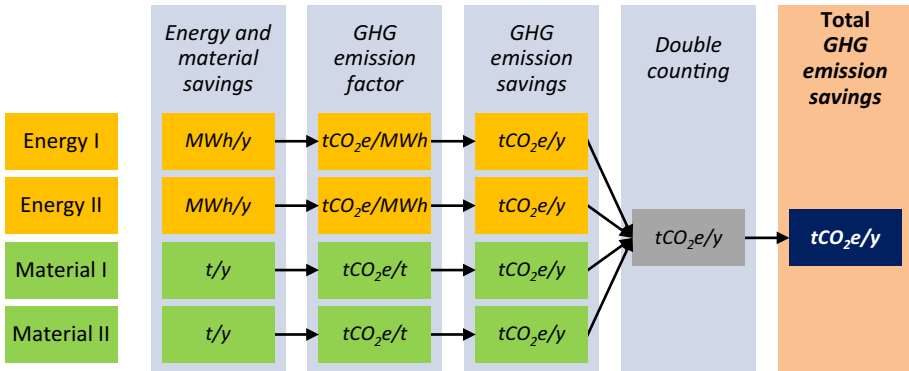 Energy and
material
savings
GHG
emission
factor
GHG
emission
savings
Double
counting
Total
GHG
emission
savings
Energy I
MWh/y
tCO₂e/MWh
tCO₂e/y
Energy II
MWh/y
tCO₂e/MWh
tCO₂e/y
tCO₂e/y
tCO₂e/y
Material I
t/y
tCO₂e/t
tCO₂e/y
Material II
t/y
tCO₂e/t
tCO₂e/y